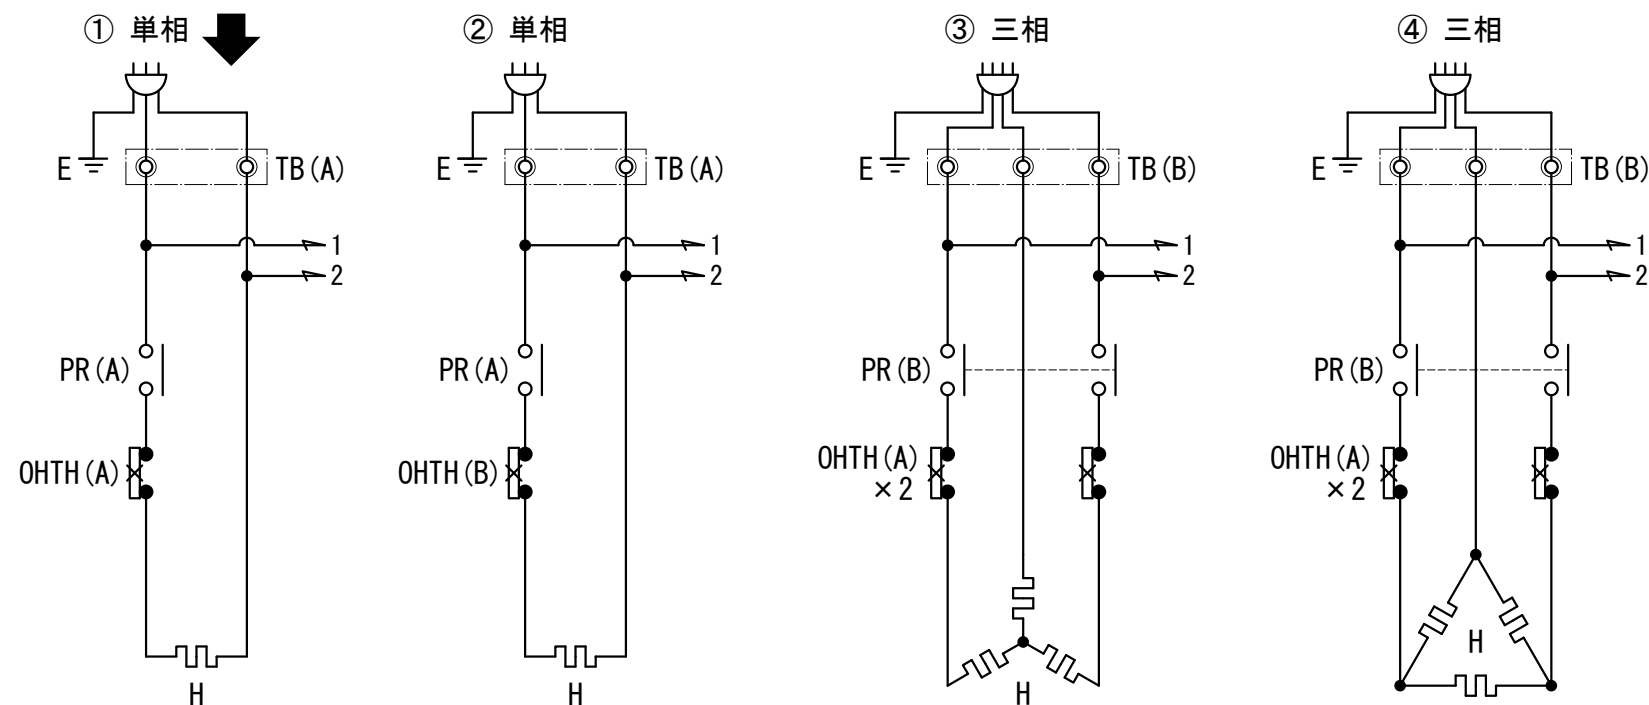 ① 単相
② 単相
③ 三相
④ 三相
E
TB(A)
E
TB(A)
E
TB(B)
E
TB(B)
1
1
1
1
2
2
2
2
PR(A)
PR(A)
PR(B)
PR(B)
OHTH(A)
OHTH(B)
OHTH(A)
×2
OHTH(A)
×2
H
H
H
H